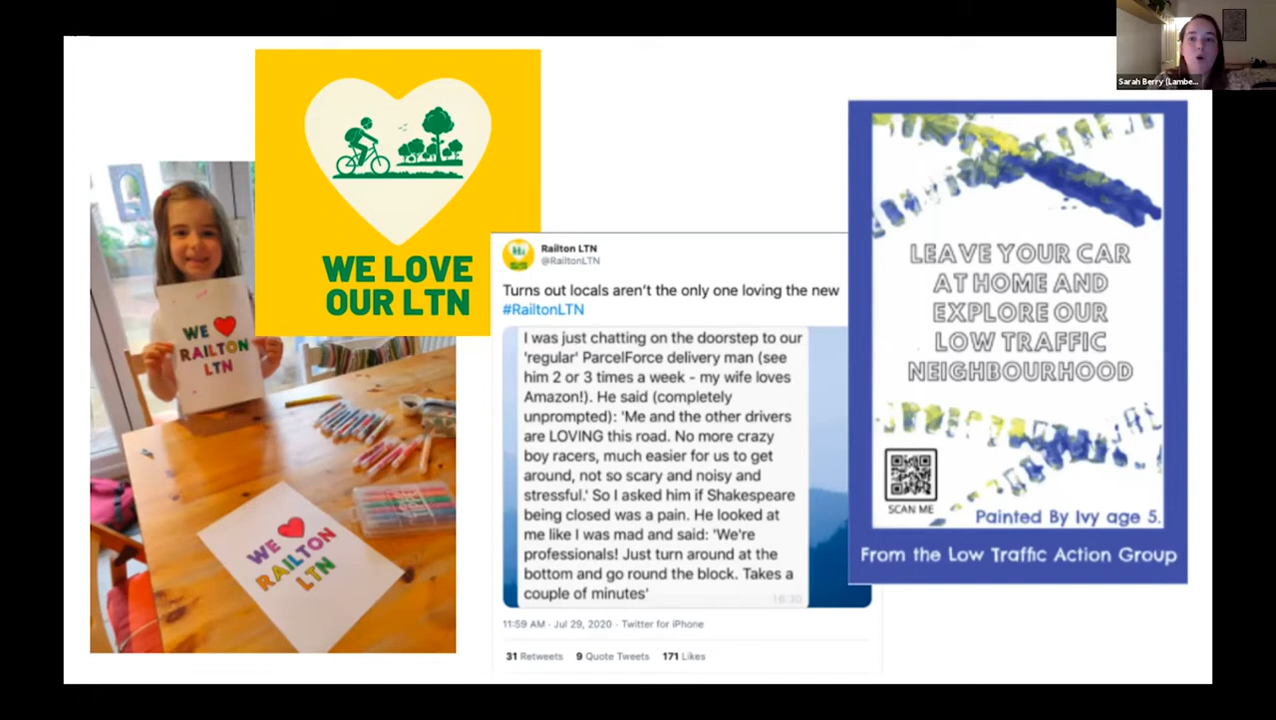 Sarah Berry (Lambe...
WE LOVE
OUR LTN
WE
RAILTON
LTN
WE
RAILTON
LTN
Railton LTN
@RailtonLTN
Turns out locals aren't the only one loving the new
#RailtonLTN
I was just chatting on the doorstep to our
'regular' ParcelForce delivery man (see
him 2 or 3 times a week - my wife loves
Amazon!). He said (completely
unprompted): 'Me and the other drivers
are LOVING this road. No more crazy
boy racers, much easier for us to get
around, not so scary and noisy and
stressful.' So I asked him if Shakespeare
being closed was a pain. He looked at
me like I was mad and said: 'We're
professionals! Just turn around at the
bottom and go round the block. Takes a
couple of minutes'
16:30
11:59 AM · Jul 29, 2020 · Twitter for iPhone
31 Retweets 9 Quote Tweets 171 Likes
LEAVE YOUR CAR
AT HOME AND
EXPLORE OUR
LOW TRAFFIC
NEIGHBOURHOOD
SCAN ME
Painted By Ivy age 5.
From the Low Traffic Action Group